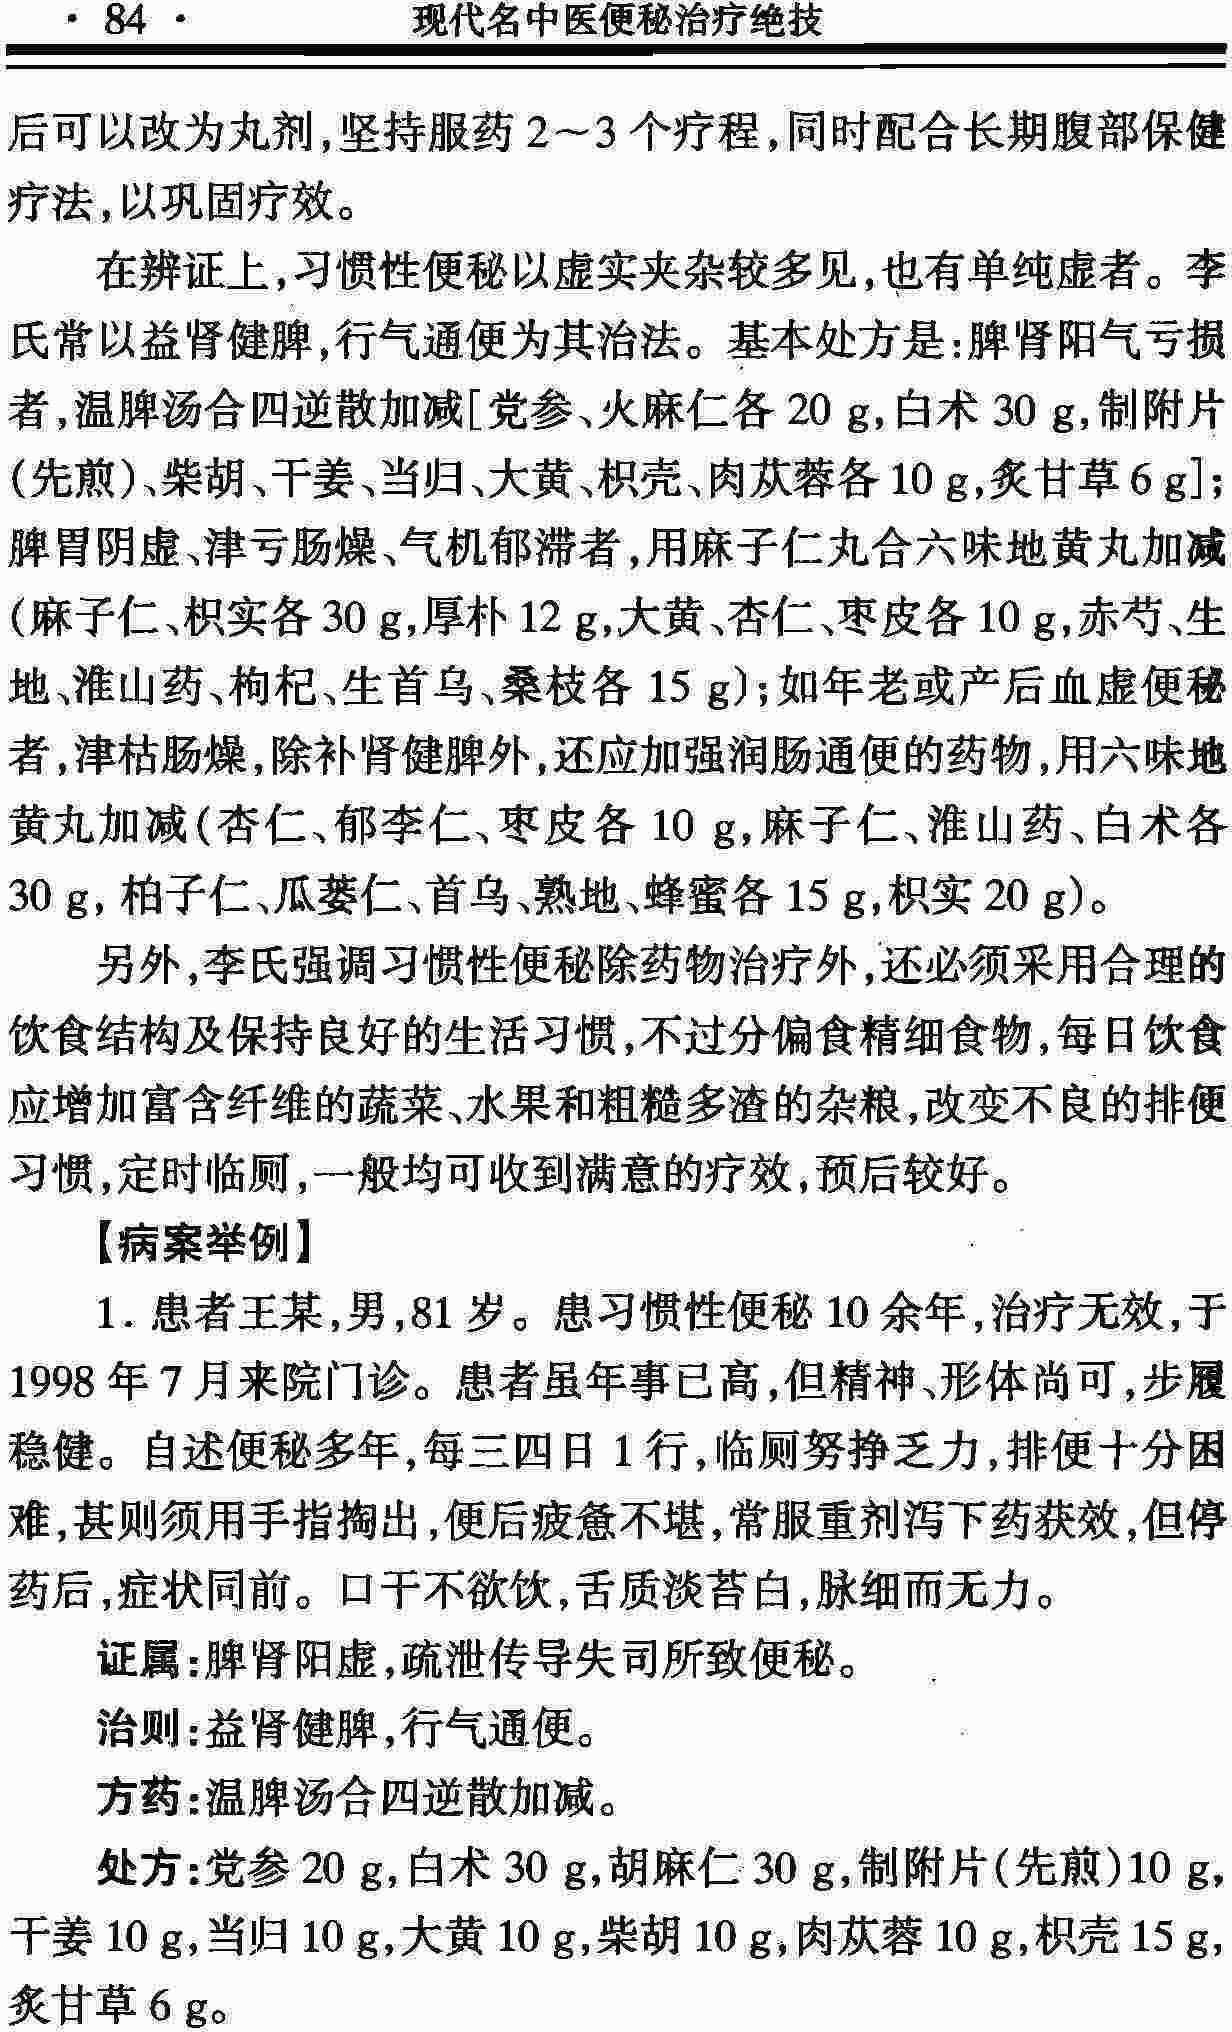 · 84 · 现代名中医便秘治疗绝技
后可以改为丸剂,坚持服药 2～3 个疗程,同时配合长期腹部保健
疗法,以巩固疗效。
在辨证上,习惯性便秘以虚实夹杂较多见,也有单纯虚者。李
氏常以益肾健脾,行气通便为其治法。基本处方是:脾肾阳气亏损
者,温脾汤合四逆散加减[党参、火麻仁各 20 g,白术 30 g,制附片
(先煎)、柴胡、干姜、当归、大黄、枳壳、肉苁蓉各 10 g,炙甘草 6 g];
脾胃阴虚、津亏肠燥、气机郁滞者,用麻子仁丸合六味地黄丸加减
(麻子仁、枳实各 30 g,厚朴 12 g,大黄、杏仁、枣皮各 10 g,赤芍、生
地、淮山药、枸杞、生首乌、桑枝各 15 g);如年老或产后血虚便秘
者,津枯肠燥,除补肾健脾外,还应加强润肠通便的药物,用六味地
黄丸加减(杏仁、郁李仁、枣皮各 10 g,麻子仁、淮山药、白术各
30 g, 柏子仁、瓜蒌仁、首乌、熟地、蜂蜜各 15 g,枳实 20 g)。
另外,李氏强调习惯性便秘除药物治疗外,还必须采用合理的
饮食结构及保持良好的生活习惯,不过分偏食精细食物,每日饮食
应增加富含纤维的蔬菜、水果和粗糙多渣的杂粮,改变不良的排便
习惯,定时临厕,一般均可收到满意的疗效,预后较好。
【病案举例】
1. 患者王某,男,81 岁。患习惯性便秘 10 余年,治疗无效,于
1998 年 7 月来院门诊。患者虽年事已高,但精神、形体尚可,步履
稳健。自述便秘多年,每三四日 1 行,临厕努挣乏力,排便十分困
难,甚则须用手指掏出,便后疲惫不堪,常服重剂泻下药获效,但停
药后,症状同前。口干不欲饮,舌质淡苔白,脉细而无力。
证属:脾肾阳虚,疏泄传导失司所致便秘。
治则:益肾健脾,行气通便。
方药:温脾汤合四逆散加减。
处方:党参 20 g,白术 30 g,胡麻仁 30 g,制附片(先煎)10 g,
干姜 10 g,当归 10 g,大黄 10 g,柴胡 10 g,肉苁蓉 10 g,枳壳 15 g,
炙甘草 6 g。